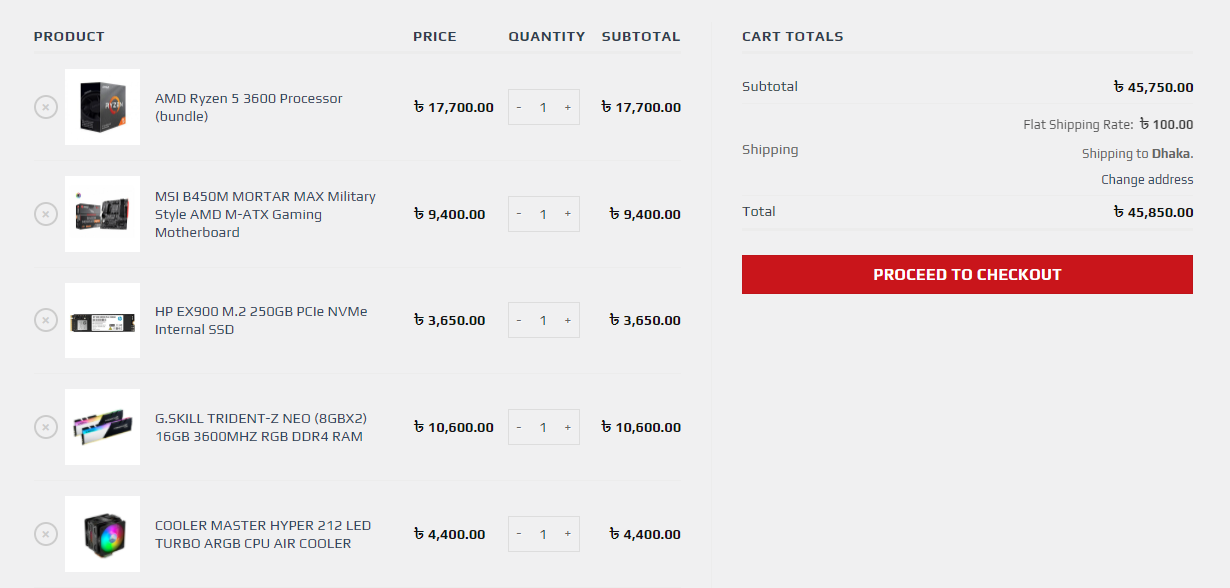 PRODUCT PRICE QUANTITY SUBTOTAL
AMD Ryzen 5 3600 Processor
(bundle)
৳ 17,700.00 - 1 + ৳ 17,700.00
MSI B450M MORTAR MAX Military
Style AMD M-ATX Gaming
Motherboard
৳ 9,400.00 - 1 + ৳ 9,400.00
HP EX900 M.2 250GB PCIe NVMe
Internal SSD
৳ 3,650.00 - 1 + ৳ 3,650.00
G.SKILL TRIDENT-Z NEO (8GBX2)
16GB 3600MHZ RGB DDR4 RAM
৳ 10,600.00 - 1 + ৳ 10,600.00
COOLER MASTER HYPER 212 LED
TURBO ARGB CPU AIR COOLER
৳ 4,400.00 - 1 + ৳ 4,400.00
CART TOTALS
Subtotal ৳ 45,750.00
Shipping
Flat Shipping Rate: ৳ 100.00
Shipping to Dhaka.
Change address
Total ৳ 45,850.00
PROCEED TO CHECKOUT
RYZEN